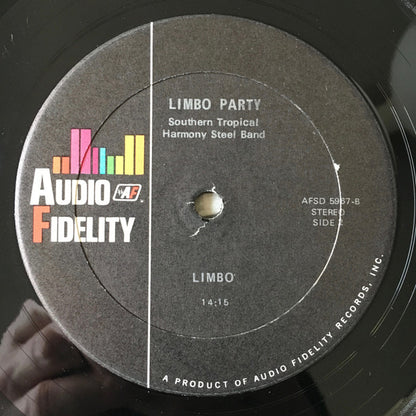 LIMBO PARTY
Southern Tropical
Harmony Steel Band
AUDIO AF
FIDELITY
AFSD 5967-B
STEREO
SIDE 2
LIMBO
14:15
A PRODUCT OF AUDIO FIDELITY RECORDS, INC.